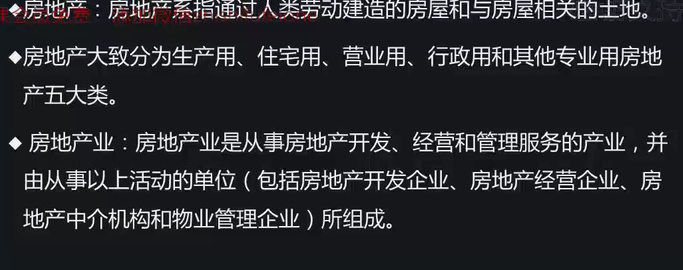 ◆房地产：房地产系指通过人类劳动建造的房屋和与房屋相关的土地。
◆房地产大致分为生产用、住宅用、营业用、行政用和其他专业用房地
产五大类。
◆ 房地产业：房地产业是从事房地产开发、经营和管理服务的产业，并
由从事以上活动的单位（包括房地产开发企业、房地产经营企业、房
地产中介机构和物业管理企业）所组成。